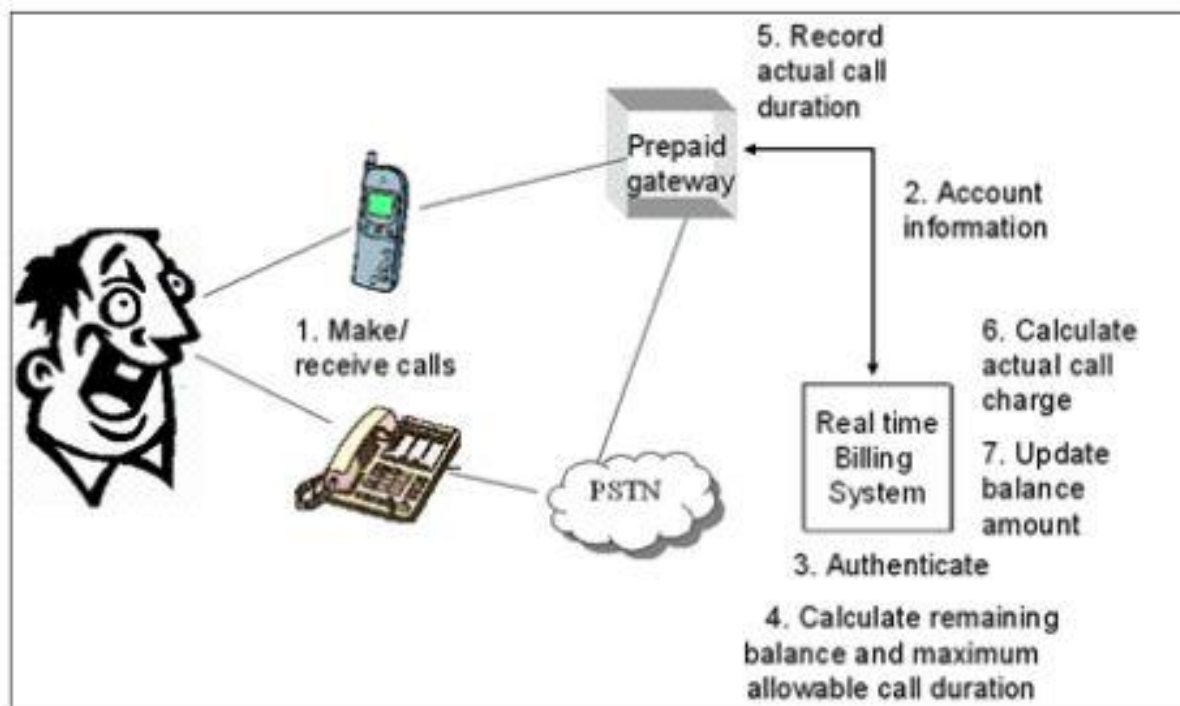 5. Record
actual call
duration
Prepaid
gateway
2. Account
information
1. Make/
receive calls
6. Calculate
actual call
charge
Real time
Billing
System
7. Update
balance
amount
PSTN
3. Authenticate
4. Calculate remaining
balance and maximum
allowable call duration